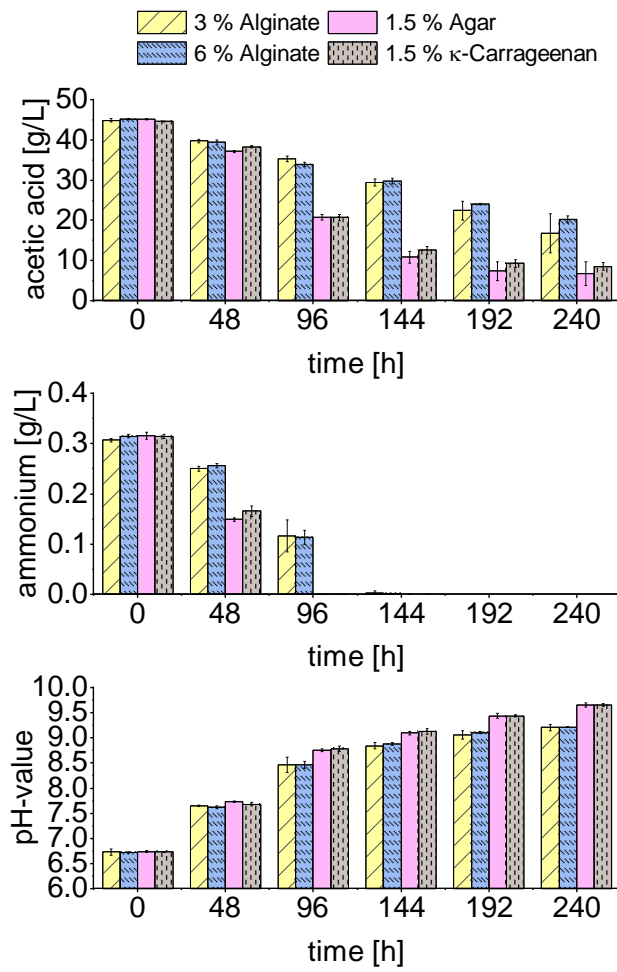 3 % Alginate 1.5 % Agar
6 % Alginate 1.5 % κ-Carrageenan
50
40
30
20
10
0
acetic acid [g/L]
0 48 96 144 192 240
time [h]
0.4
0.3
0.2
0.1
0.0
ammonium [g/L]
0 48 96 144 192 240
time [h]
10.0
9.5
9.0
8.5
8.0
7.5
7.0
6.5
6.0
pH-value
0 48 96 144 192 240
time [h]